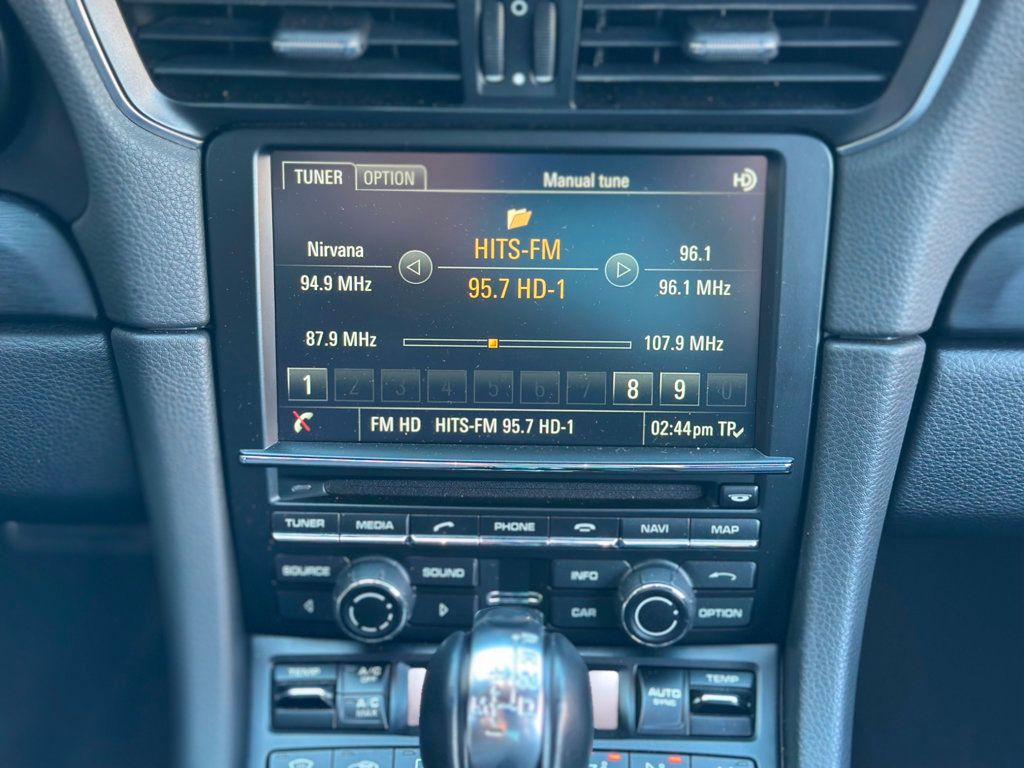 TUNER OPTION Manual tune HD
Nirvana HITS-FM 96.1
94.9 MHz 95.7 HD-1 96.1 MHz
87.9 MHz 107.9 MHz
1 2 3 4 5 6 7 8 9 0
FM HD HITS-FM 95.7 HD-1 02:44pm TP
TUNER MEDIA PHONE NAVI MAP
SOURCE SOUND INFO
CAR OPTION
TEMP A/C OFF AUTO SYNC TEMP
A/C MAX